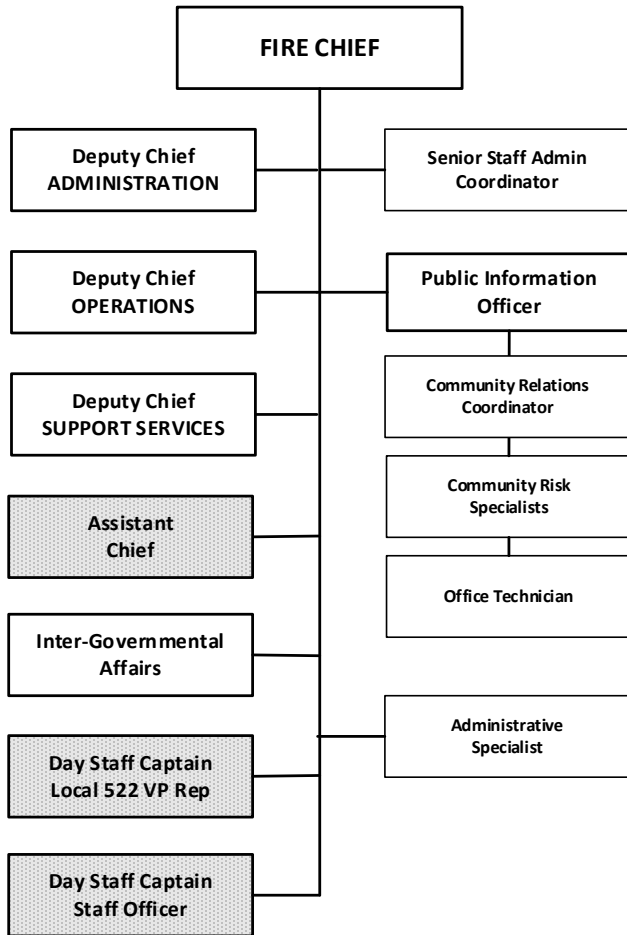 FIRE CHIEF
Deputy Chief
ADMINISTRATION
Senior Staff Admin
Coordinator
Deputy Chief
OPERATIONS
Public Information
Officer
Community Relations
Coordinator
Deputy Chief
SUPPORT SERVICES
Community Risk
Specialists
Assistant
Chief
Office Technician
Inter-Governmental
Affairs
Administrative
Specialist
Day Staff Captain
Local 522 VP Rep
Day Staff Captain
Staff Officer